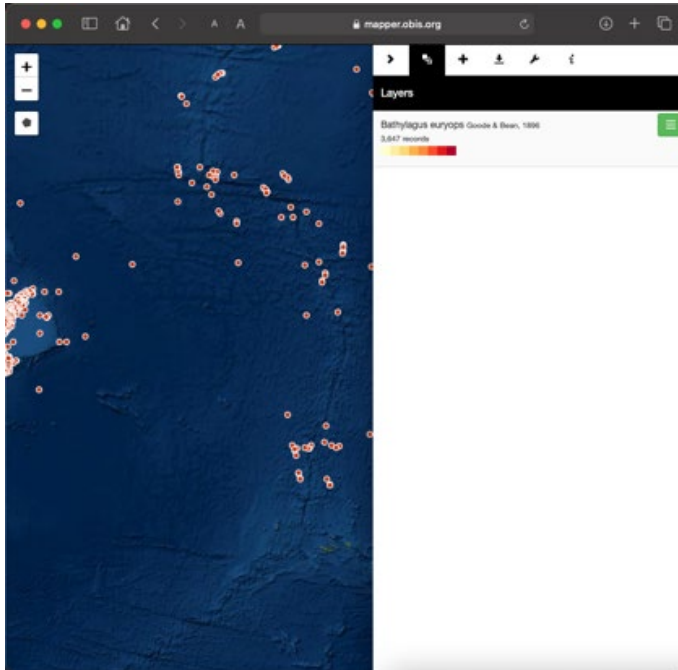 A A mapper.obis.org
Layers
Bathylagus euryops Goode & Bean, 1896
3,647 records